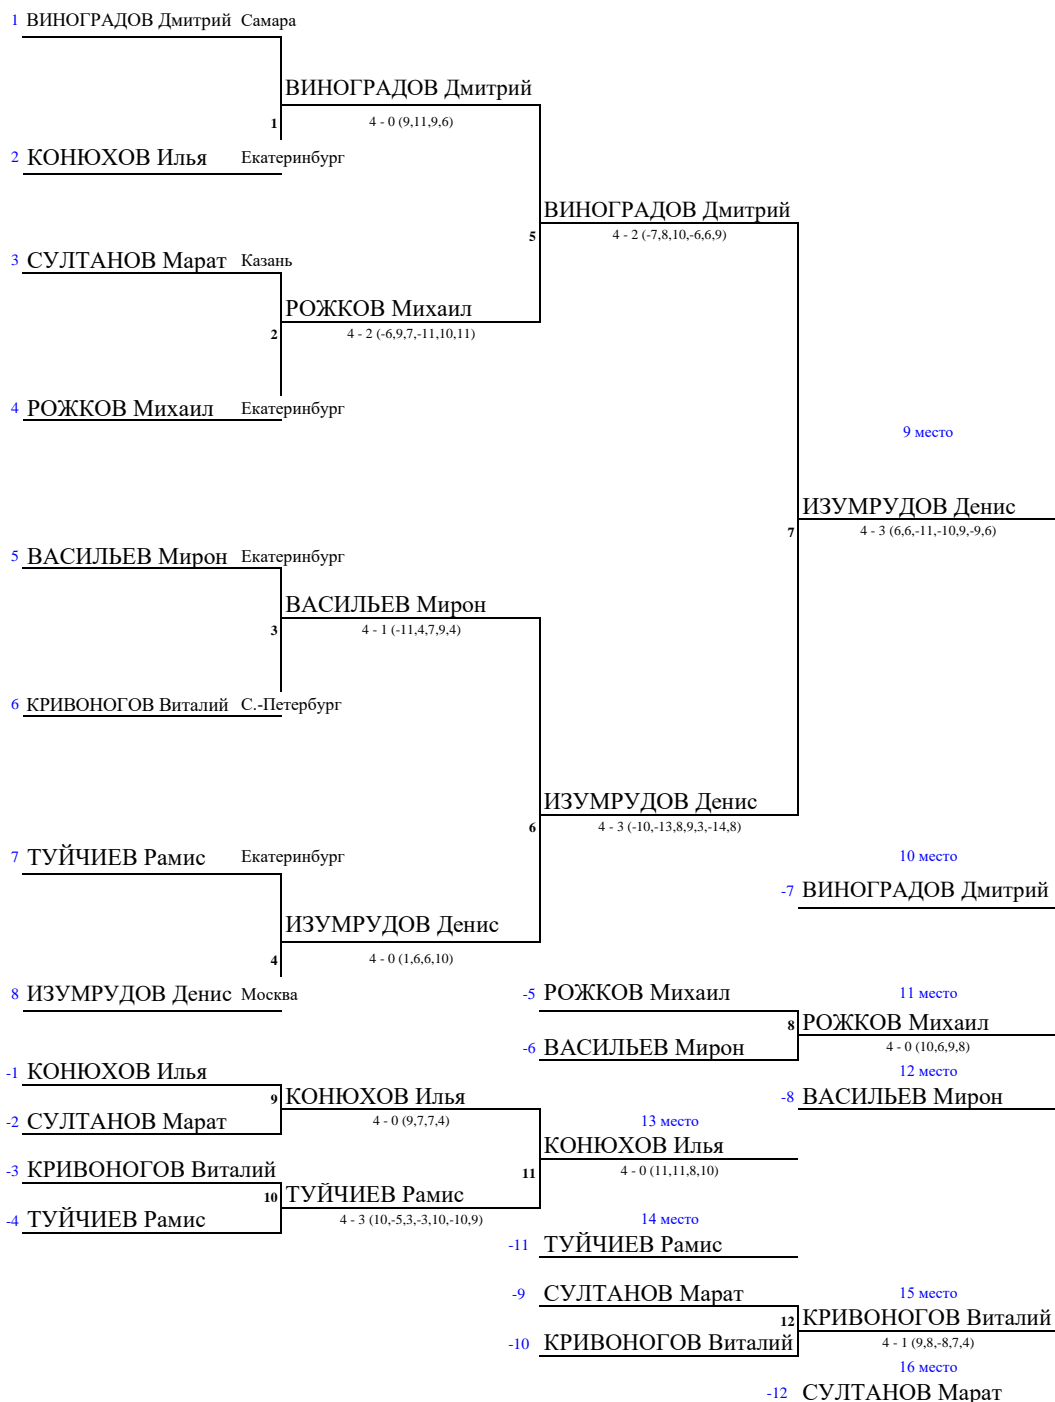 1 ВИНОГРАДОВ Дмитрий Самара
ВИНОГРАДОВ Дмитрий
1 4 - 0 (9,11,9,6)
2 КОНЮХОВ Илья Екатеринбург
ВИНОГРАДОВ Дмитрий
5 4 - 2 (-7,8,10,-6,6,9)
3 СУЛТАНОВ Марат Казань
РОЖКОВ Михаил
2 4 - 2 (-6,9,7,-11,10,11)
4 РОЖКОВ Михаил Екатеринбург
9 место
ИЗУМРУДОВ Денис
7 4 - 3 (6,6,-11,-10,9,-9,6)
5 ВАСИЛЬЕВ Мирон Екатеринбург
ВАСИЛЬЕВ Мирон
3 4 - 1 (-11,4,7,9,4)
6 КРИВОНОГОВ Виталий С.-Петербург
ИЗУМРУДОВ Денис
6 4 - 3 (-10,-13,8,9,3,-14,8)
7 ТУЙЧИЕВ Рамис Екатеринбург
10 место
-7 ВИНОГРАДОВ Дмитрий
ИЗУМРУДОВ Денис
4 4 - 0 (1,6,6,10)
8 ИЗУМРУДОВ Денис Москва
-5 РОЖКОВ Михаил
11 место
8 РОЖКОВ Михаил
-6 ВАСИЛЬЕВ Мирон
4 - 0 (10,6,9,8)
12 место
-1 КОНЮХОВ Илья
9 КОНЮХОВ Илья
-8 ВАСИЛЬЕВ Мирон
-2 СУЛТАНОВ Марат
4 - 0 (9,7,7,4)
13 место
КОНЮХОВ Илья
-3 КРИВОНОГОВ Виталий
11 4 - 0 (11,11,8,10)
10 ТУЙЧИЕВ Рамис
-4 ТУЙЧИЕВ Рамис
4 - 3 (10,-5,3,-3,10,-10,9)
14 место
-11 ТУЙЧИЕВ Рамис
-9 СУЛТАНОВ Марат
15 место
12 КРИВОНОГОВ Виталий
-10 КРИВОНОГОВ Виталий
4 - 1 (9,8,-8,7,4)
16 место
-12 СУЛТАНОВ Марат